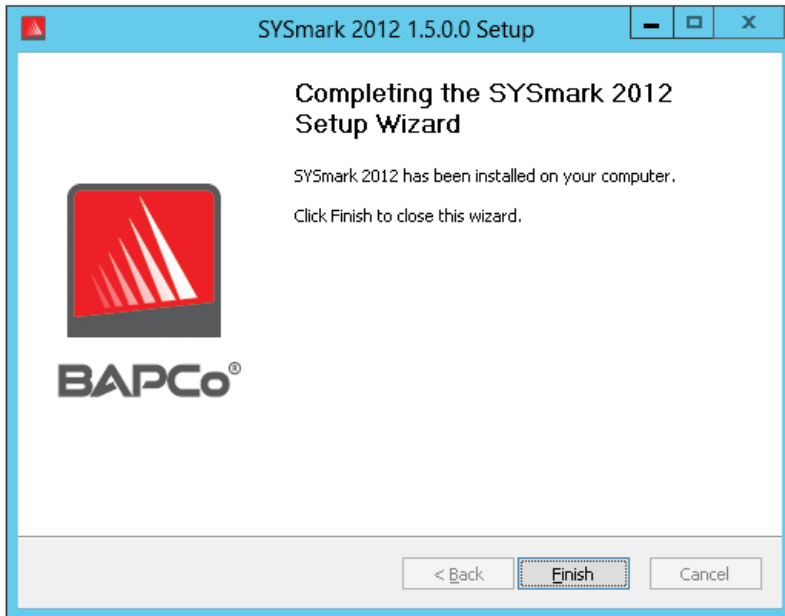 SYSmark 2012 1.5.0.0 Setup
Completing the SYSmark 2012
Setup Wizard
SYSmark 2012 has been installed on your computer.
Click Finish to close this wizard.
BAPCo®
< Back Finish Cancel